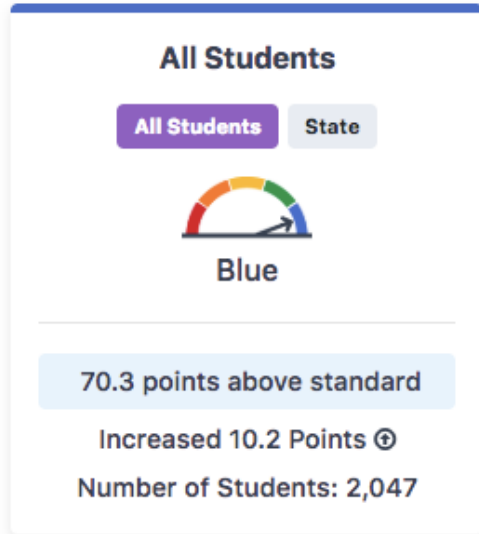 All Students
All Students State
Blue
70.3 points above standard
Increased 10.2 Points
Number of Students: 2,047